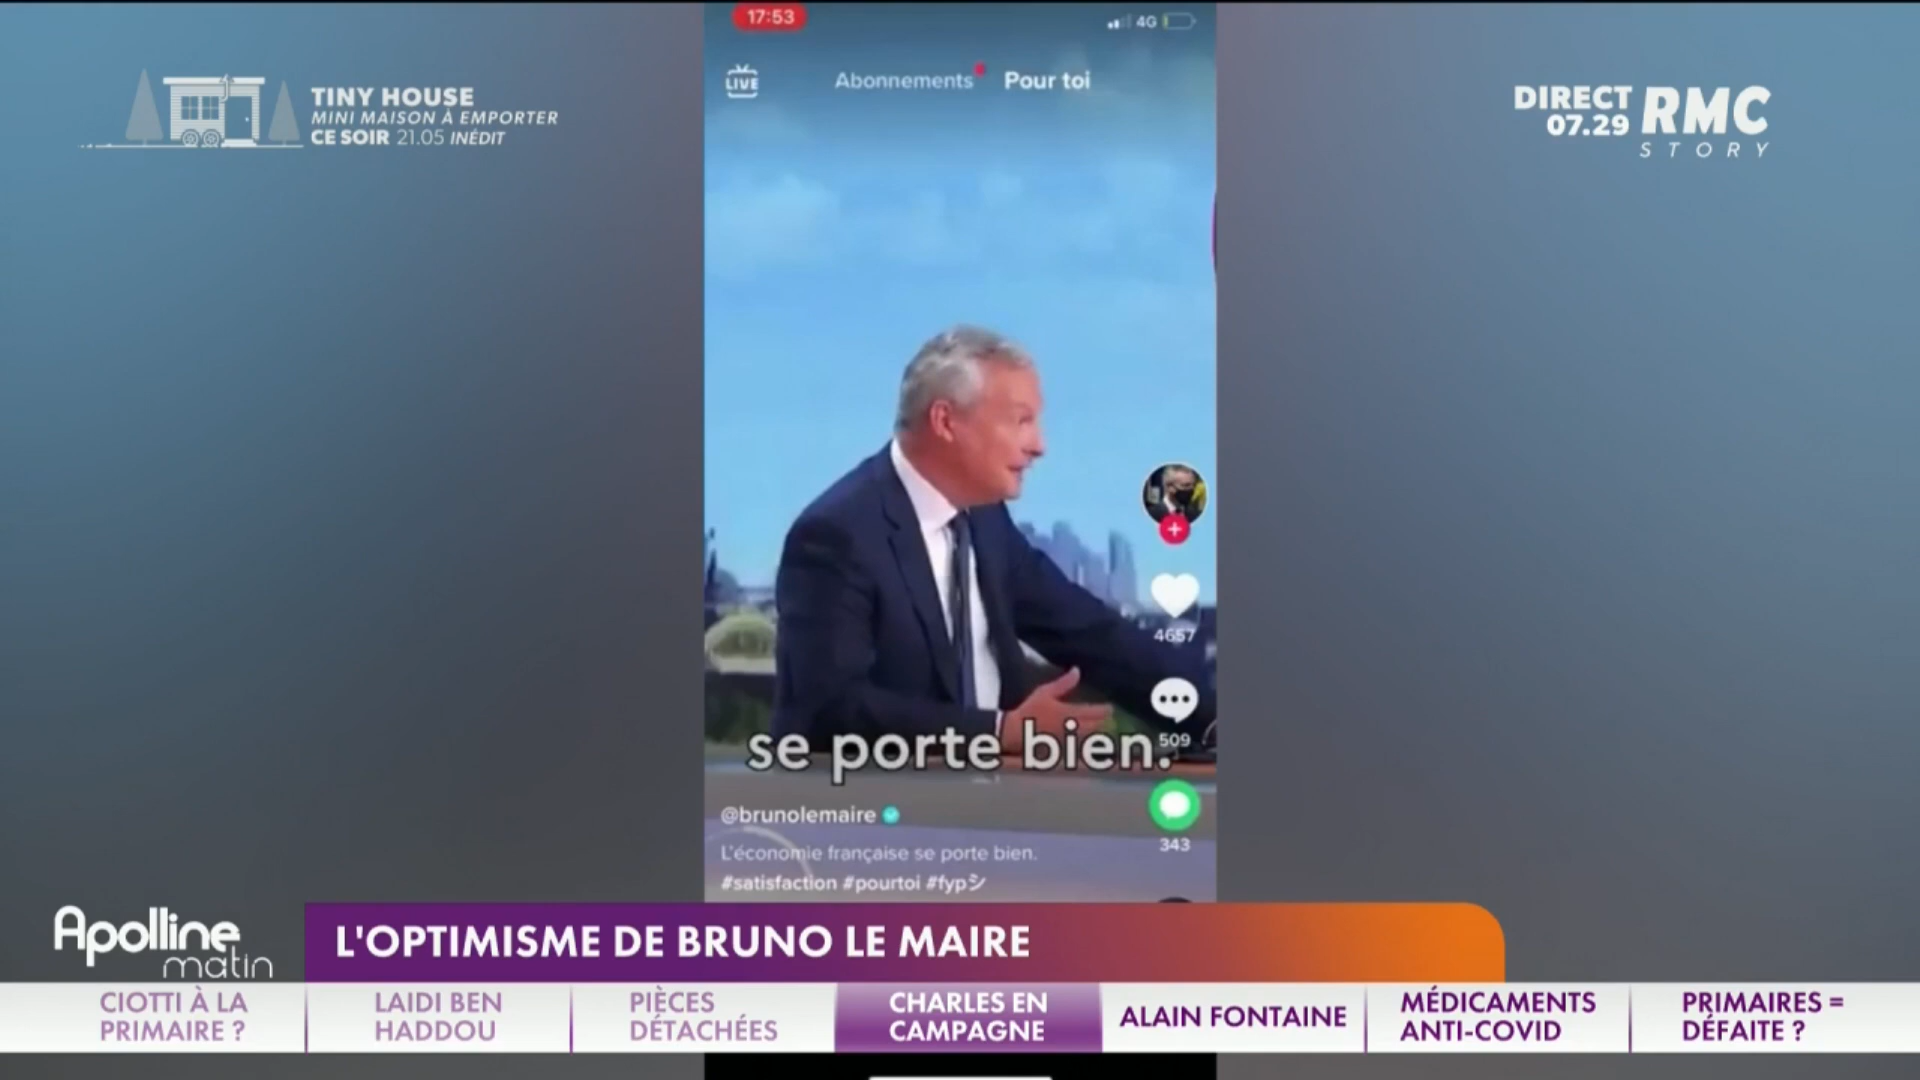 17:53
4G
LIVE
Abonnements
Pour toi
TINY HOUSE
MINI MAISON À EMPORTER
CE SOIR 21.05 INÉDIT
DIRECT
07.29
RMC
STORY
4657
se porte bien.
509
@brunolemaire
343
L'économie française se porte bien.
#satisfaction #pourtoi #fypシ
Apolline
matin
L'OPTIMISME DE BRUNO LE MAIRE
CIOTTI À LA
PRIMAIRE ?
LAIDI BEN
HADDOU
PIÈCES
DÉTACHÉES
CHARLES EN
CAMPAGNE
ALAIN FONTAINE
MÉDICAMENTS
ANTI-COVID
PRIMAIRES =
DÉFAITE ?